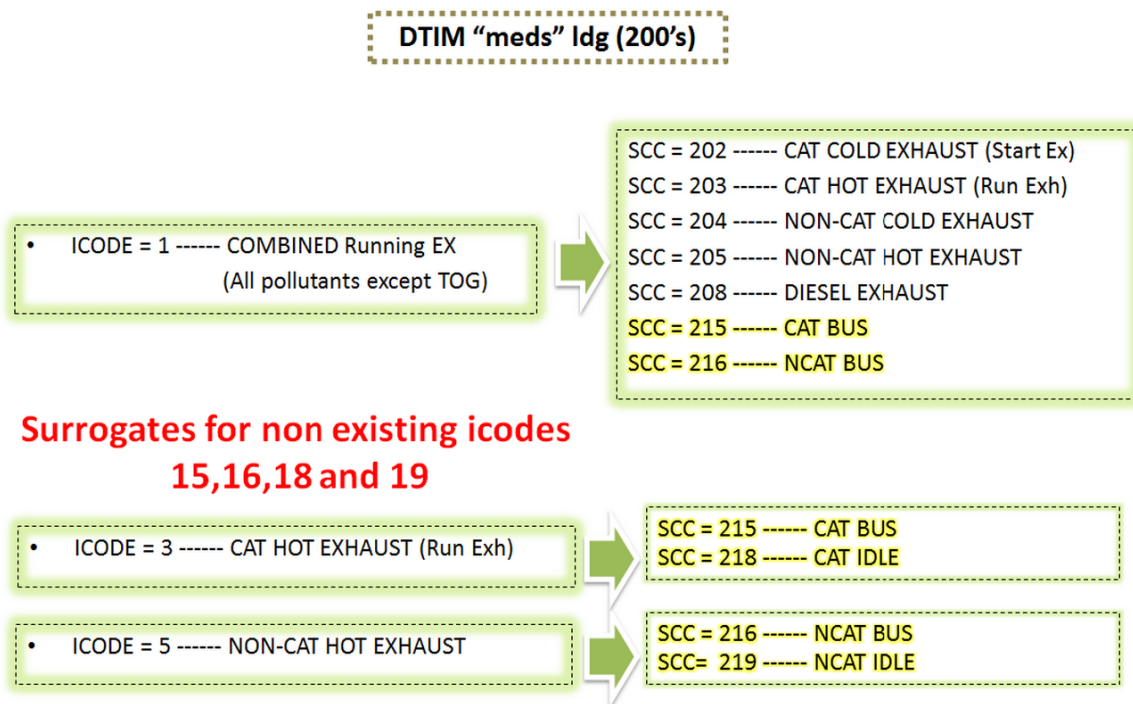 DTIM “meds” ldg (200’s)
• ICODE = 1 ------ COMBINED Running EX
(All pollutants except TOG)
SCC = 202 ------ CAT COLD EXHAUST (Start Ex)
SCC = 203 ------ CAT HOT EXHAUST (Run Exh)
SCC = 204 ------ NON-CAT COLD EXHAUST
SCC = 205 ------ NON-CAT HOT EXHAUST
SCC = 208 ------ DIESEL EXHAUST
SCC = 215 ------ CAT BUS
SCC = 216 ------ NCAT BUS
Surrogates for non existing icodes
15,16,18 and 19
• ICODE = 3 ------ CAT HOT EXHAUST (Run Exh)
SCC = 215 ------ CAT BUS
SCC = 218 ------ CAT IDLE
• ICODE = 5 ------ NON-CAT HOT EXHAUST
SCC = 216 ------ NCAT BUS
SCC=  219 ------ NCAT IDLE